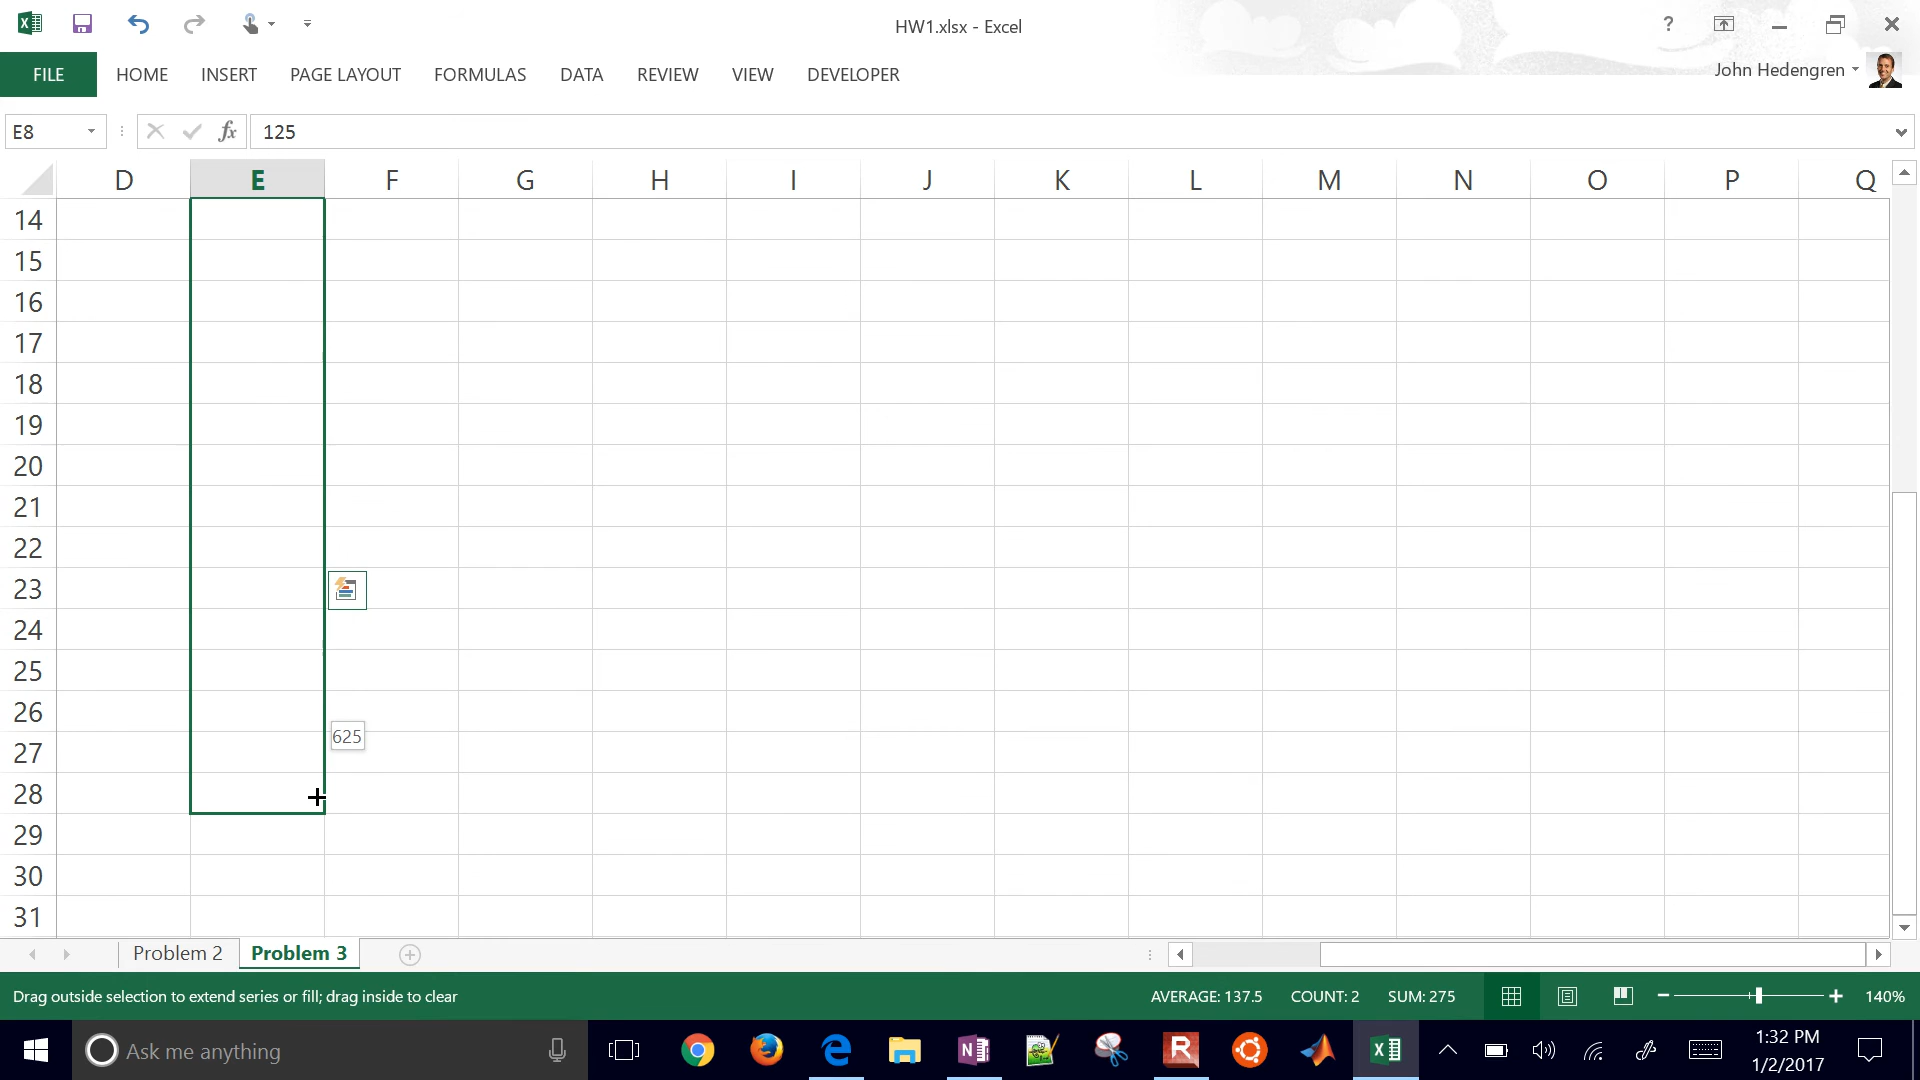 HW1.xlsx - Excel
?
FILE HOME INSERT PAGE LAYOUT FORMULAS DATA REVIEW VIEW DEVELOPER
John Hedengren
E8
fx
125
D E F G H I J K L M N O P Q
14
15
16
17
18
19
20
21
22
23
24
25
26
625
27
28
29
30
31
Problem 2 Problem 3
Drag outside selection to extend series or fill; drag inside to clear
AVERAGE: 137.5 COUNT: 2 SUM: 275
140%
Ask me anything
1:32 PM
1/2/2017